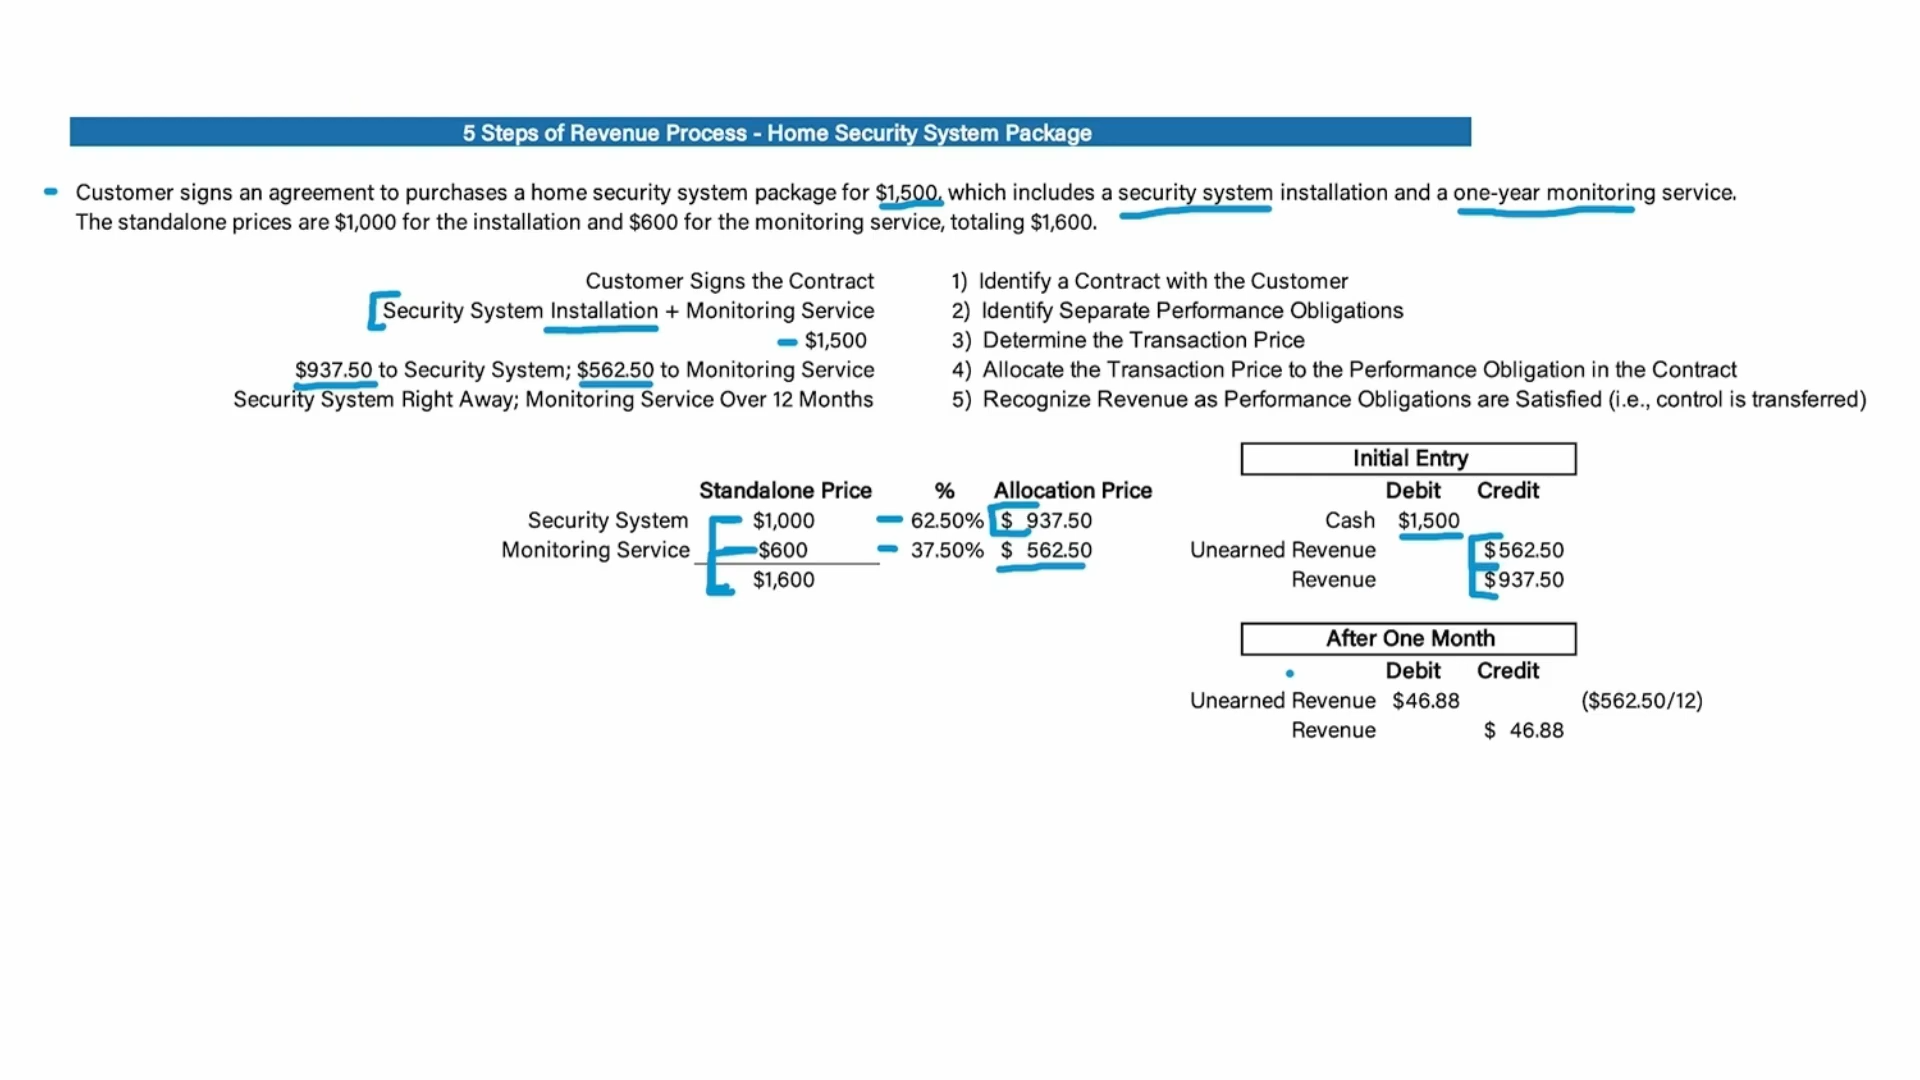 5 Steps of Revenue Process - Home Security System Package
Customer signs an agreement to purchases a home security system package for $1,500, which includes a security system installation and a one-year monitoring service.
The standalone prices are $1,000 for the installation and $600 for the monitoring service, totaling $1,600.
Customer Signs the Contract 1) Identify a Contract with the Customer
Security System Installation + Monitoring Service 2) Identify Separate Performance Obligations
$1,500 3) Determine the Transaction Price
$937.50 to Security System; $562.50 to Monitoring Service 4) Allocate the Transaction Price to the Performance Obligation in the Contract
Security System Right Away; Monitoring Service Over 12 Months 5) Recognize Revenue as Performance Obligations are Satisfied (i.e., control is transferred)
Standalone Price % Allocation Price
Security System $1,000 62.50% $ 937.50
Monitoring Service $600 37.50% $ 562.50
$1,600
Initial Entry
Debit Credit
Cash $1,500
Unearned Revenue $562.50
Revenue $937.50
After One Month
Debit Credit
Unearned Revenue $46.88 ($562.50/12)
Revenue $ 46.88